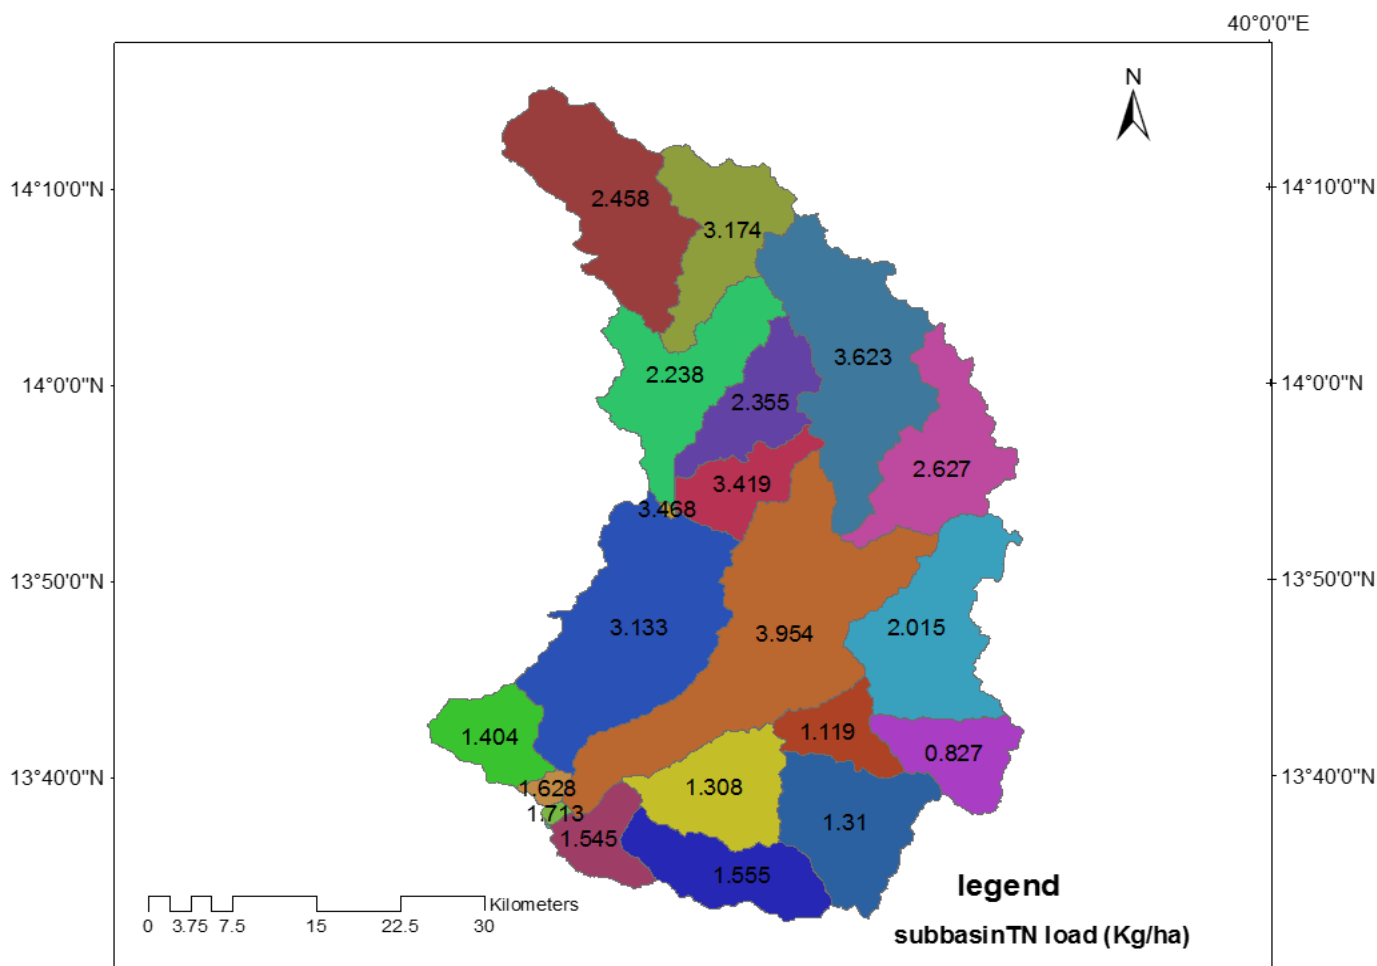 40°0'0"E
N
14°10'0"N
14°10'0"N
2.458
3.174
3.623
14°0'0"N
14°0'0"N
2.238
2.355
2.627
3.419
3.468
13°50'0"N
13°50'0"N
3.133
3.954
2.015
1.404
1.119
0.827
13°40'0"N
13°40'0"N
1.628
1.308
1.713
1.31
1.545
1.555
legend
Kilometers
0 3.75 7.5 15 22.5 30
subbasinTN load (Kg/ha)